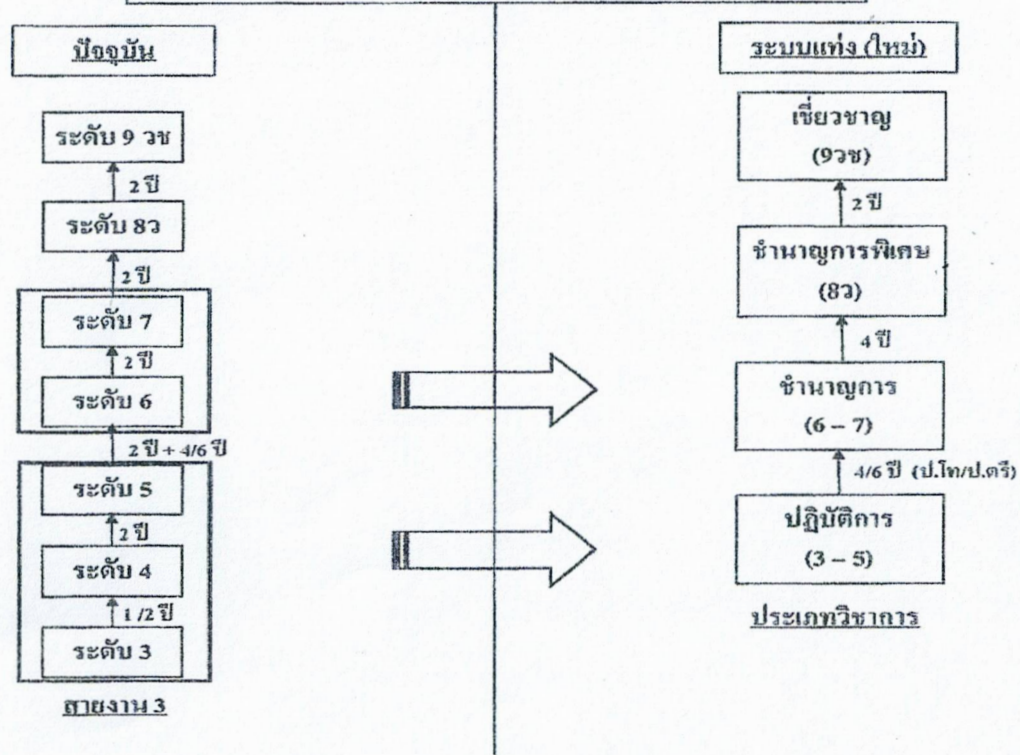 ปัจจุบัน
ระดับ 9 วช
2 ปี
ระดับ 8ว
2 ปี
ระดับ 7
2 ปี
ระดับ 6
2 ปี + 4/6 ปี
ระดับ 5
2 ปี
ระดับ 4
1 /2 ปี
ระดับ 3
สายงาน 3
ระบบแท่ง (ใหม่)
เชี่ยวชาญ
(9วช)
2 ปี
ชำนาญการพิเศษ
(8ว)
4 ปี
ชำนาญการ
(6 – 7)
4/6 ปี (ป.โท/ป.ตรี)
ปฏิบัติการ
(3 – 5)
ประเภทวิชาการ